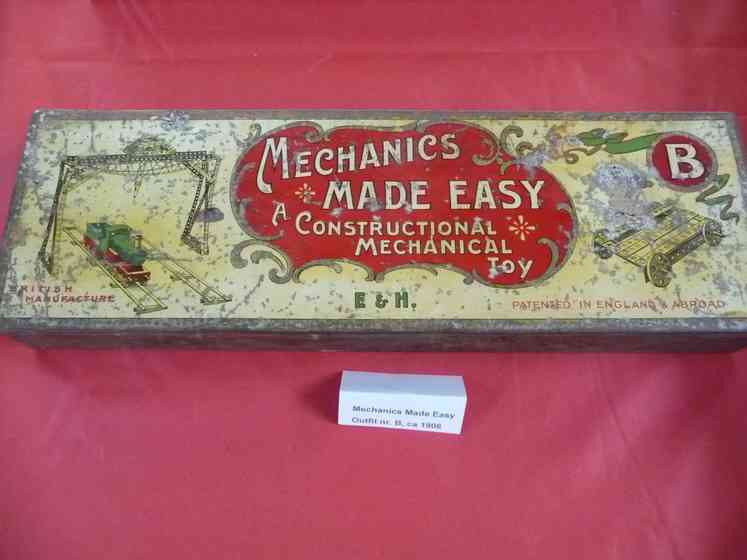 MECHANICS
MADE EASY
A CONSTRUCTIONAL
MECHANICAL
TOY
B
E & H.
BRITISH
MANUFACTURE
PATENTED IN ENGLAND & ABROAD
Mechanics Made Easy
Outfit nr. B, ca 1906